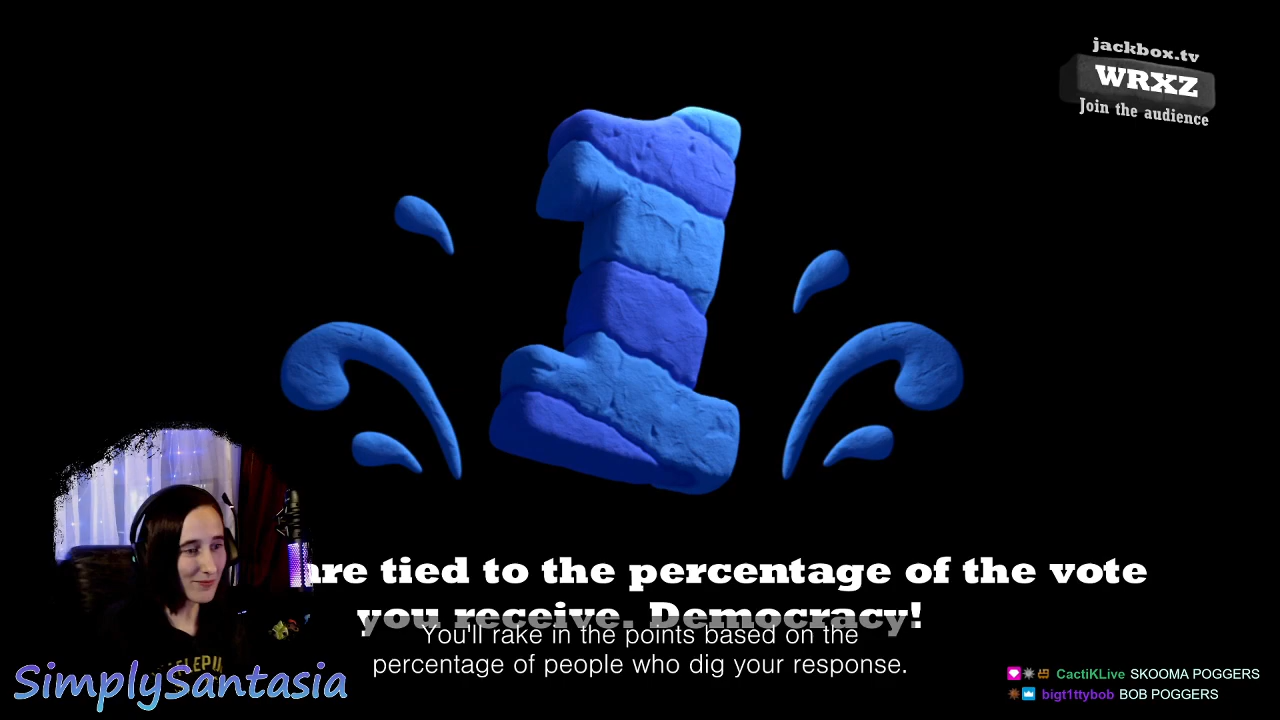 jackbox.tv
WRXZ
Join the audience
1
are tied to the percentage of the vote
you receive. Democracy!
You'll rake in the points based on the
percentage of people who dig your response.
SimplySantasia
CactiKLive SKOOMA POGGERS
bigt1ttybob BOB POGGERS